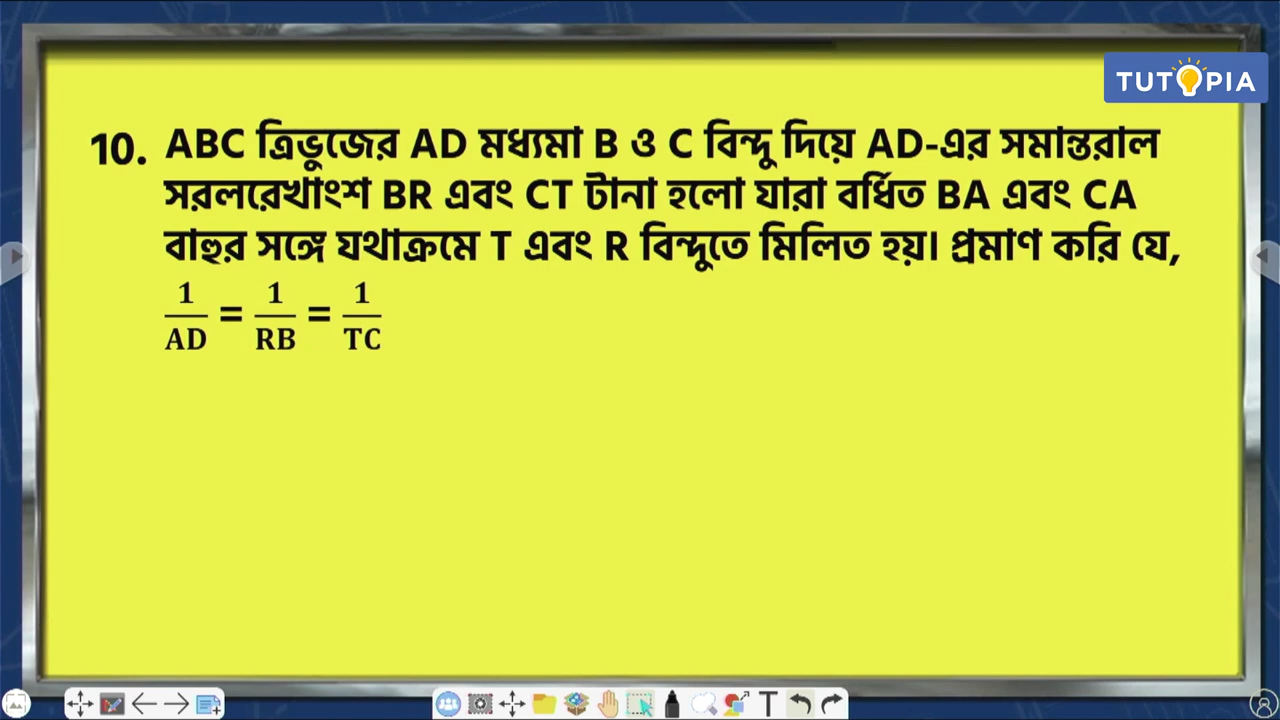 TUTOPIA
10. ABC ত্রিভুজের AD মধ্যমা B ও C বিন্দু দিয়ে AD-এর সমান্তরাল
সরলরেখাংশ BR এবং CT টানা হলো যারা বর্ধিত BA এবং CA
বাহুর সঙ্গে যথাক্রমে T এবং R বিন্দুতে মিলিত হয়। প্রমাণ করি যে,
1/AD = 1/RB = 1/TC